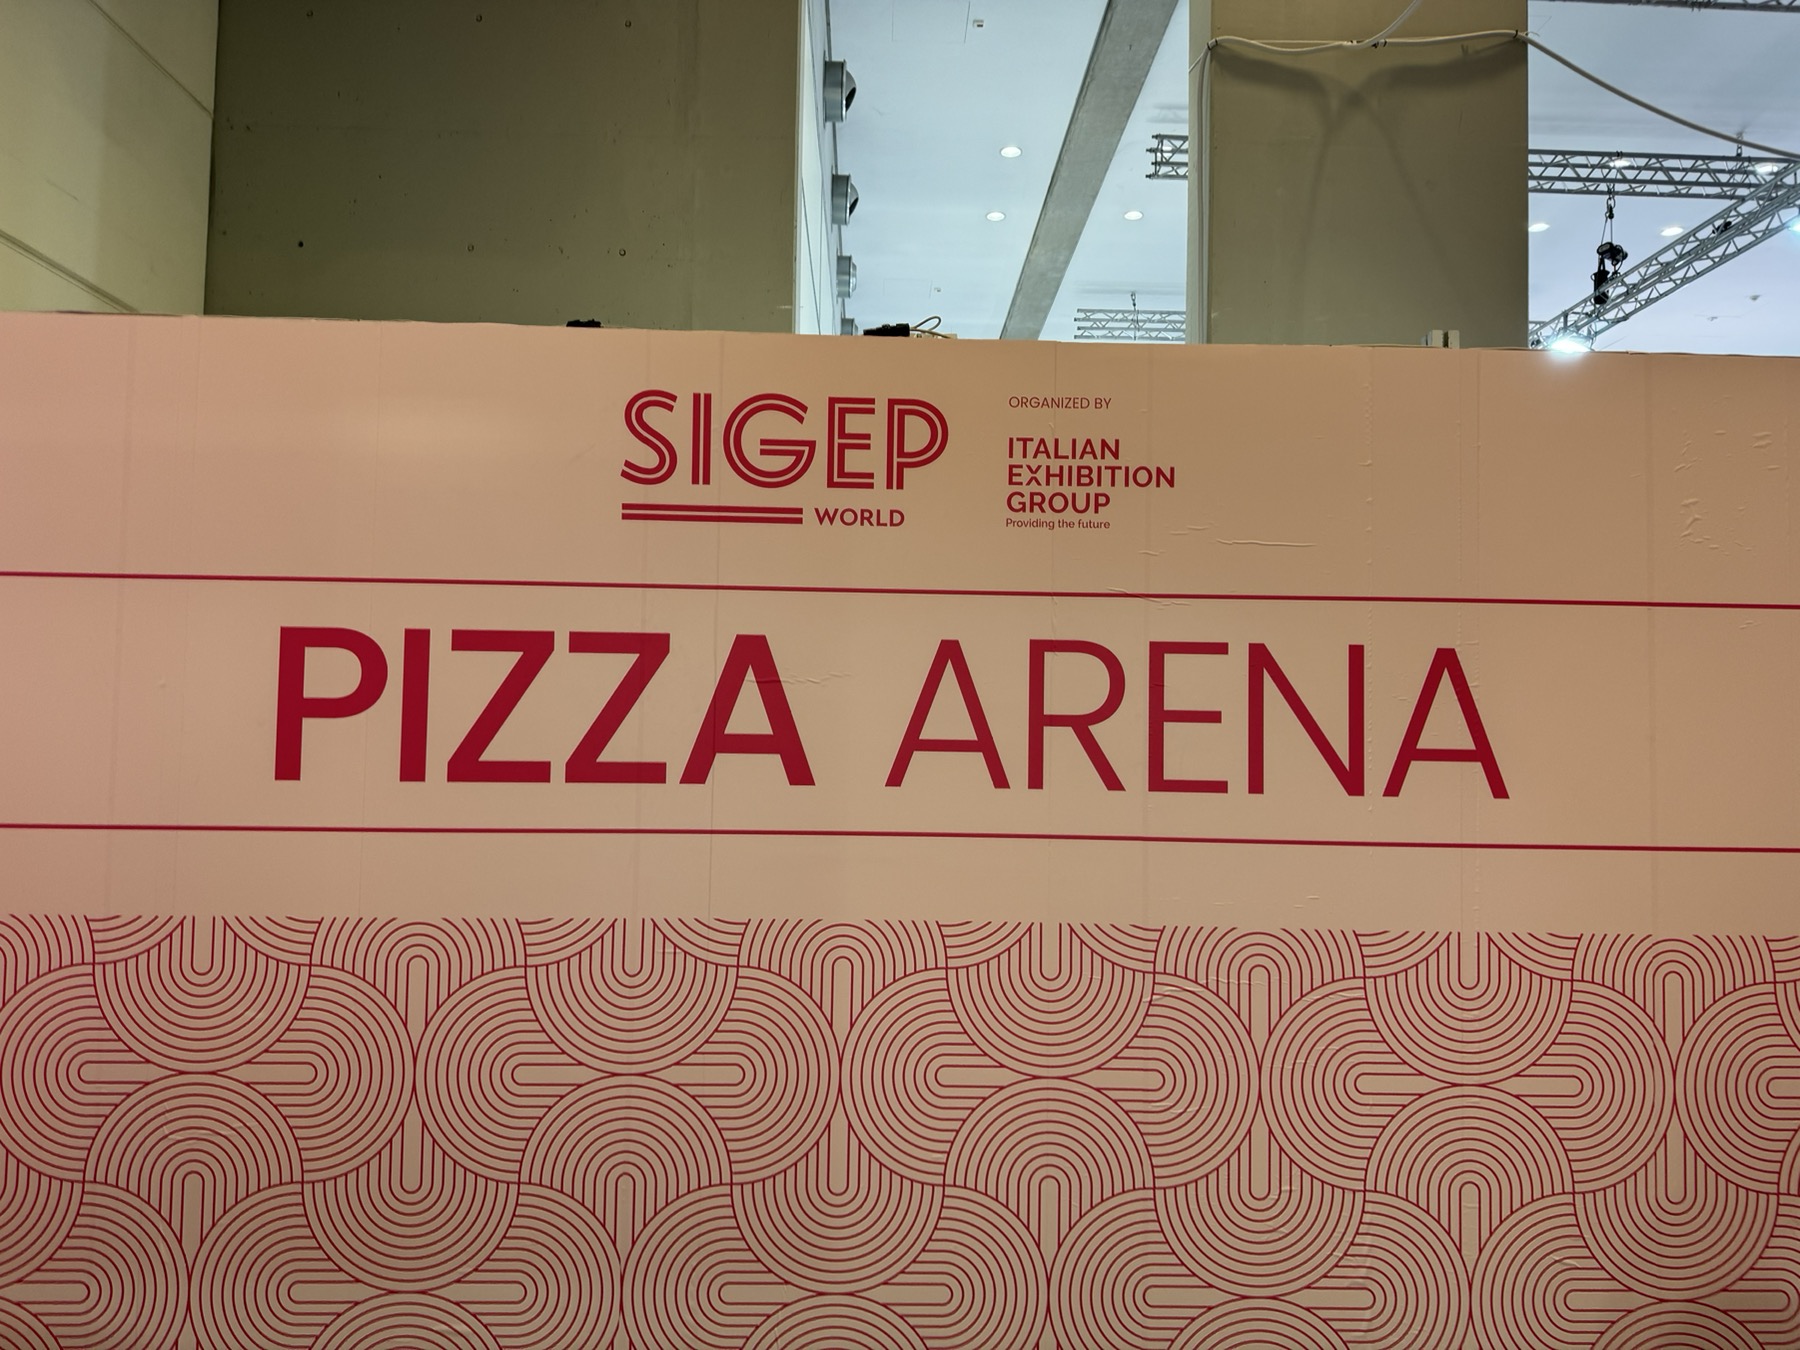 SIGEP
WORLD
ORGANIZED BY
ITALIAN
EXHIBITION
GROUP
Providing the future
PIZZA ARENA